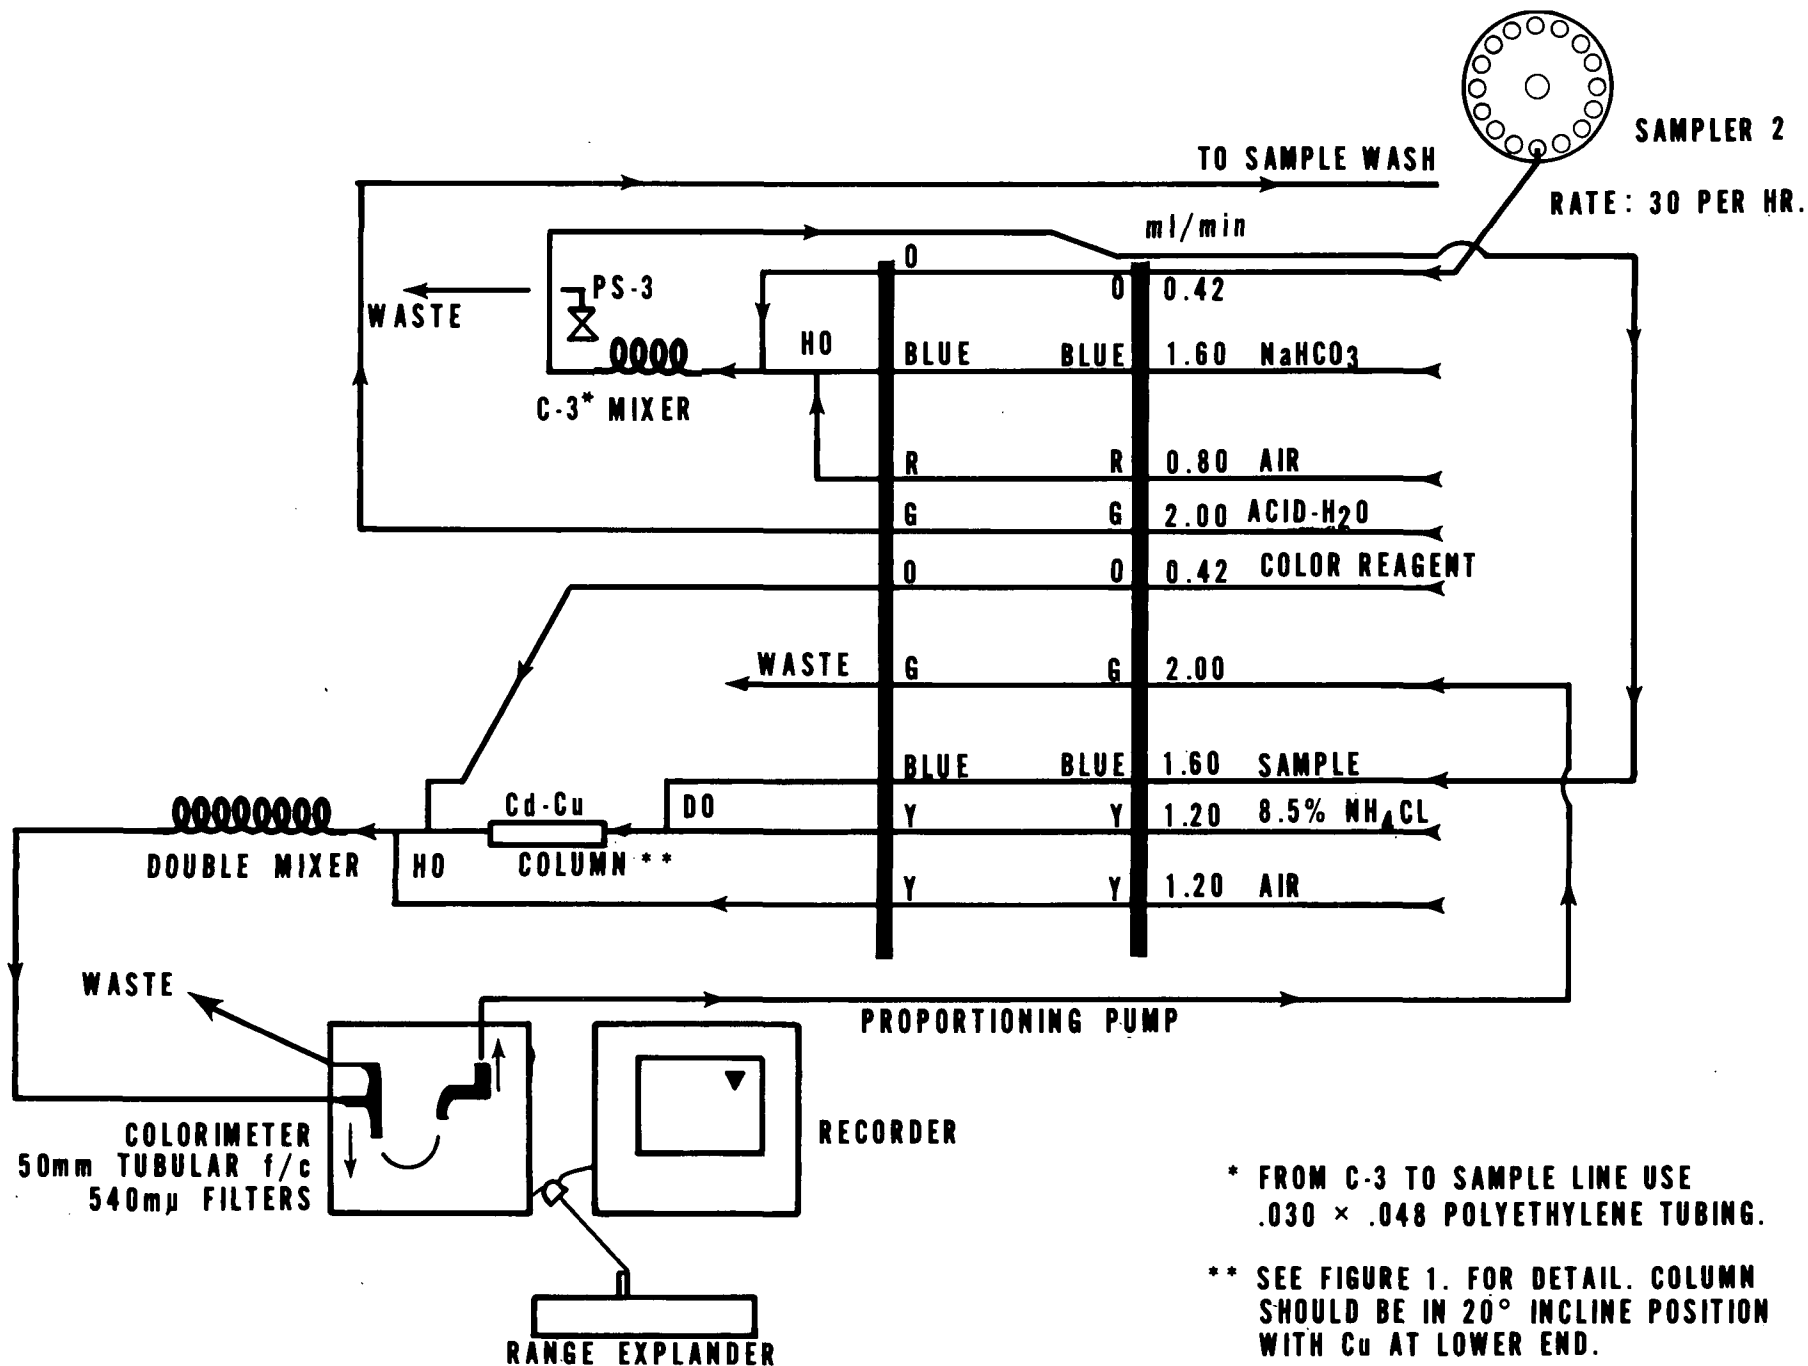 SAMPLER 2
TO SAMPLE WASH
RATE: 30 PER HR.
ml/min
O
PS-3
O 0.42
WASTE
HO
BLUE BLUE 1.60 NaHCO3
C-3* MIXER
R R 0.80 AIR
G G 2.00 ACID-H2O
O O 0.42 COLOR REAGENT
WASTE G G 2.00
BLUE BLUE 1.60 SAMPLE
Cd-Cu DO Y Y 1.20 8.5% NH4CL
DOUBLE MIXER HO COLUMN **
Y Y 1.20 AIR
WASTE
PROPORTIONING PUMP
COLORIMETER
50mm TUBULAR f/c
540mµ FILTERS
RECORDER
* FROM C-3 TO SAMPLE LINE USE
.030 × .048 POLYETHYLENE TUBING.
** SEE FIGURE 1. FOR DETAIL. COLUMN
SHOULD BE IN 20° INCLINE POSITION
WITH Cu AT LOWER END.
RANGE EXPLANDER